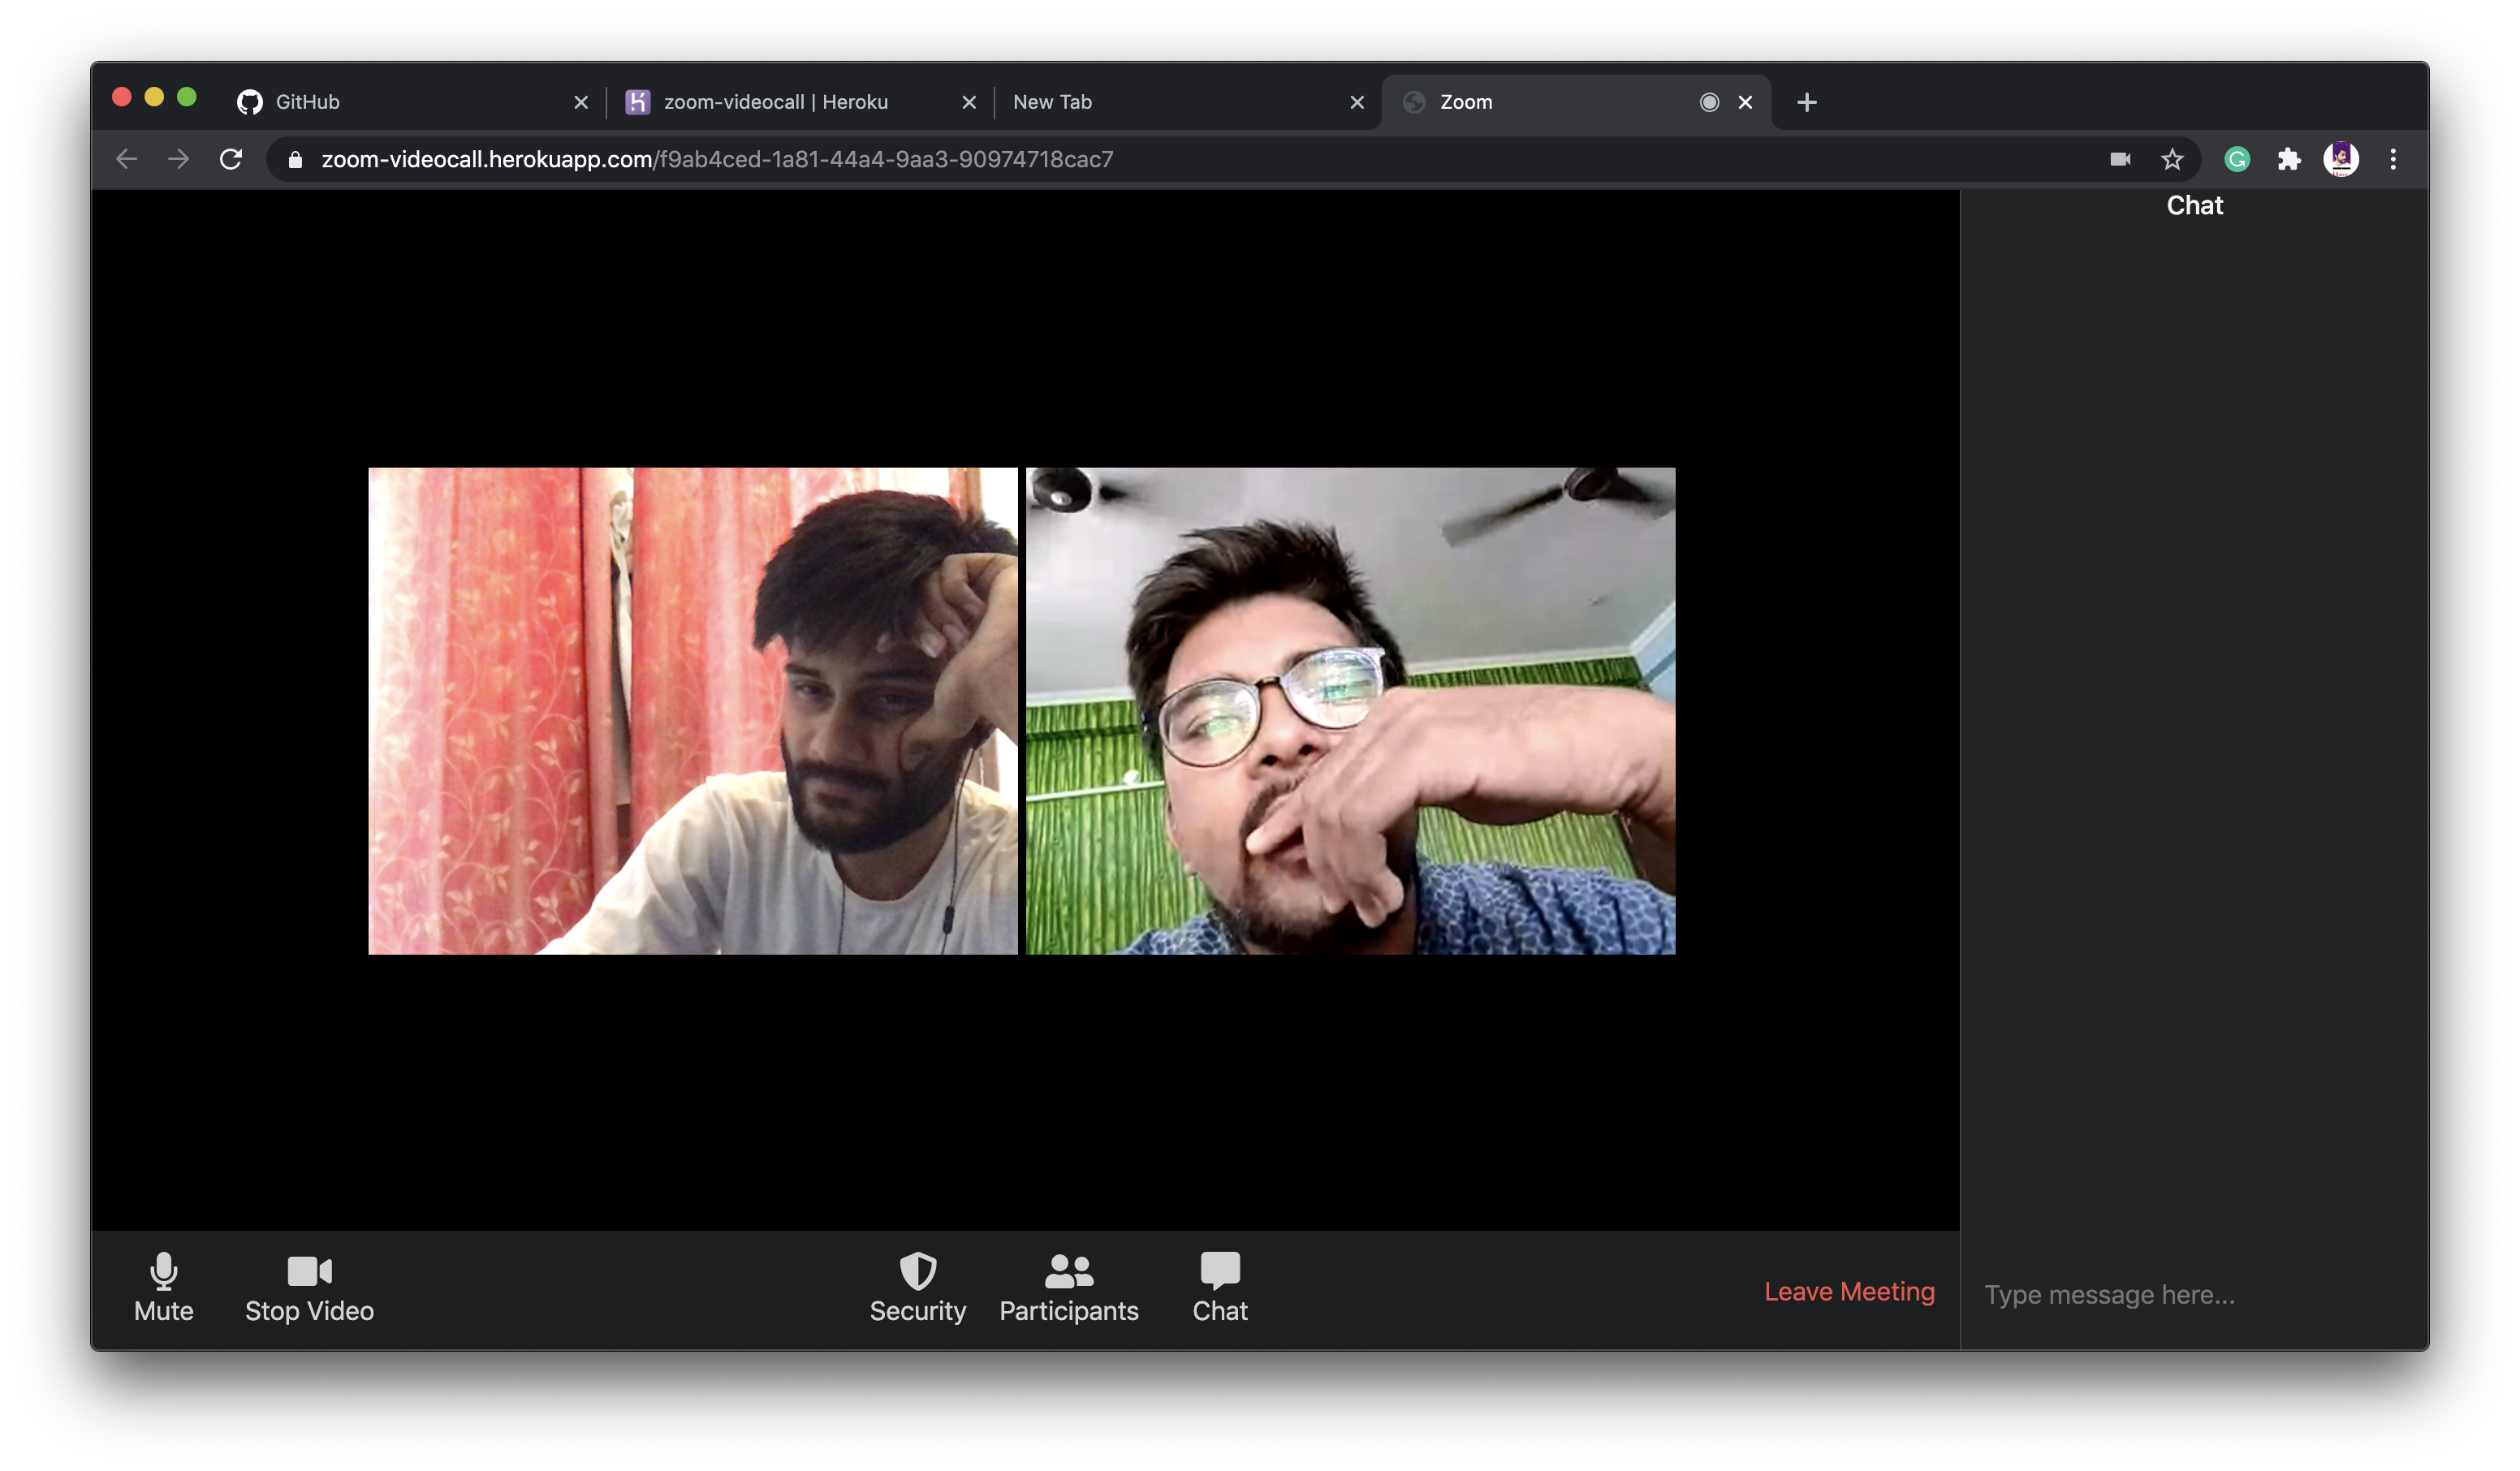 GitHub
zoom-videocall | Heroku
New Tab
Zoom
zoom-videocall.herokuapp.com/f9ab4ced-1a81-44a4-9aa3-90974718cac7
Chat
Mute
Stop Video
Security
Participants
Chat
Leave Meeting
Type message here...